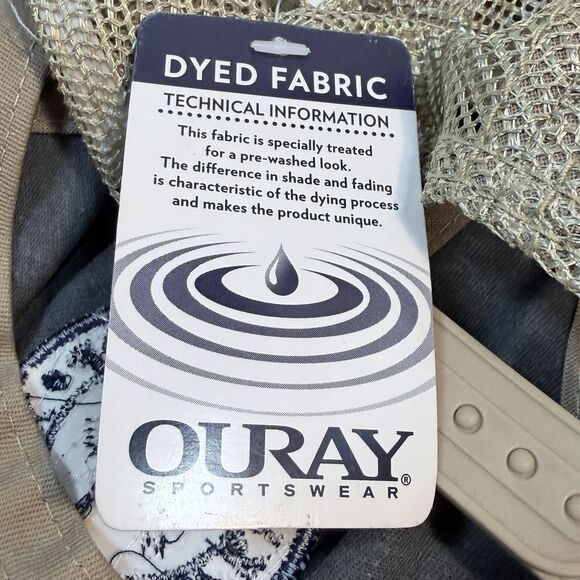 DYED FABRIC
TECHNICAL INFORMATION
This fabric is specially treated
for a pre-washed look.
The difference in shade and fading
is characteristic of the dying process
and makes the product unique.
OURAY®
SPORTSWEAR